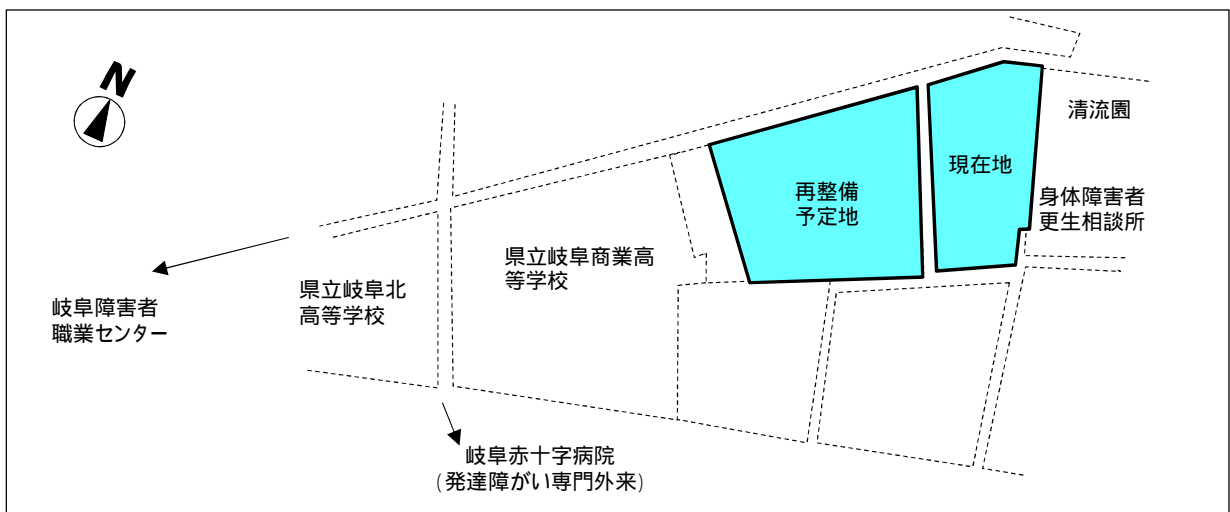 N
清流園
現在地
再整備
予定地
身体障害者
更生相談所
県立岐阜商業高
等学校
県立岐阜北
高等学校
岐阜障害者
職業センター
岐阜赤十字病院
(発達障がい専門外来)